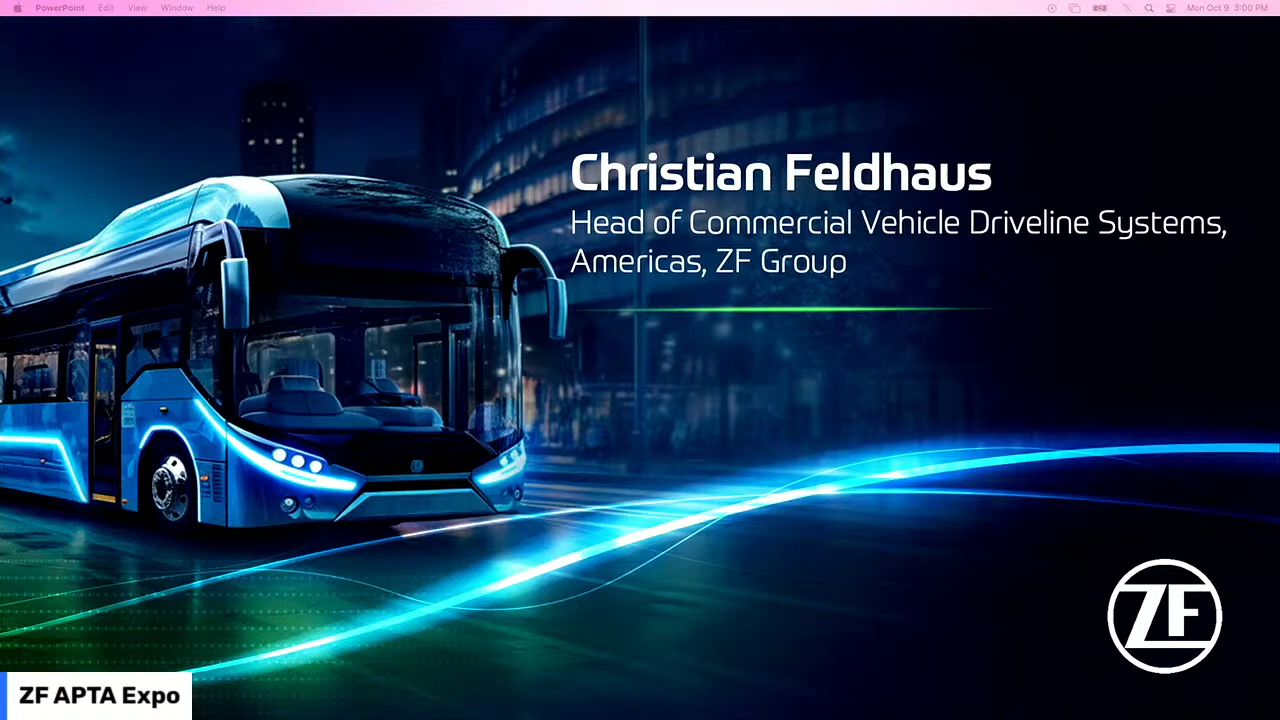 PowerPoint Edit View Window Help
Mon Oct 9 3:00 PM
Christian Feldhaus
Head of Commercial Vehicle Driveline Systems,
Americas, ZF Group
ZF
ZF APTA Expo